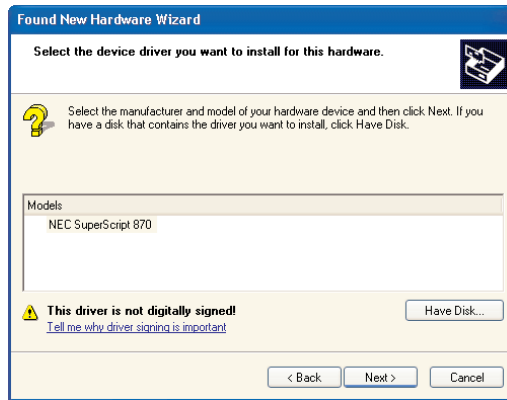 Found New Hardware Wizard
Select the device driver you want to install for this hardware.
Select the manufacturer and model of your hardware device and then click Next. If you
have a disk that contains the driver you want to install, click Have Disk.
Models
NEC SuperScript 870
This driver is not digitally signed!
Tell me why driver signing is important
Have Disk...
< Back
Next >
Cancel